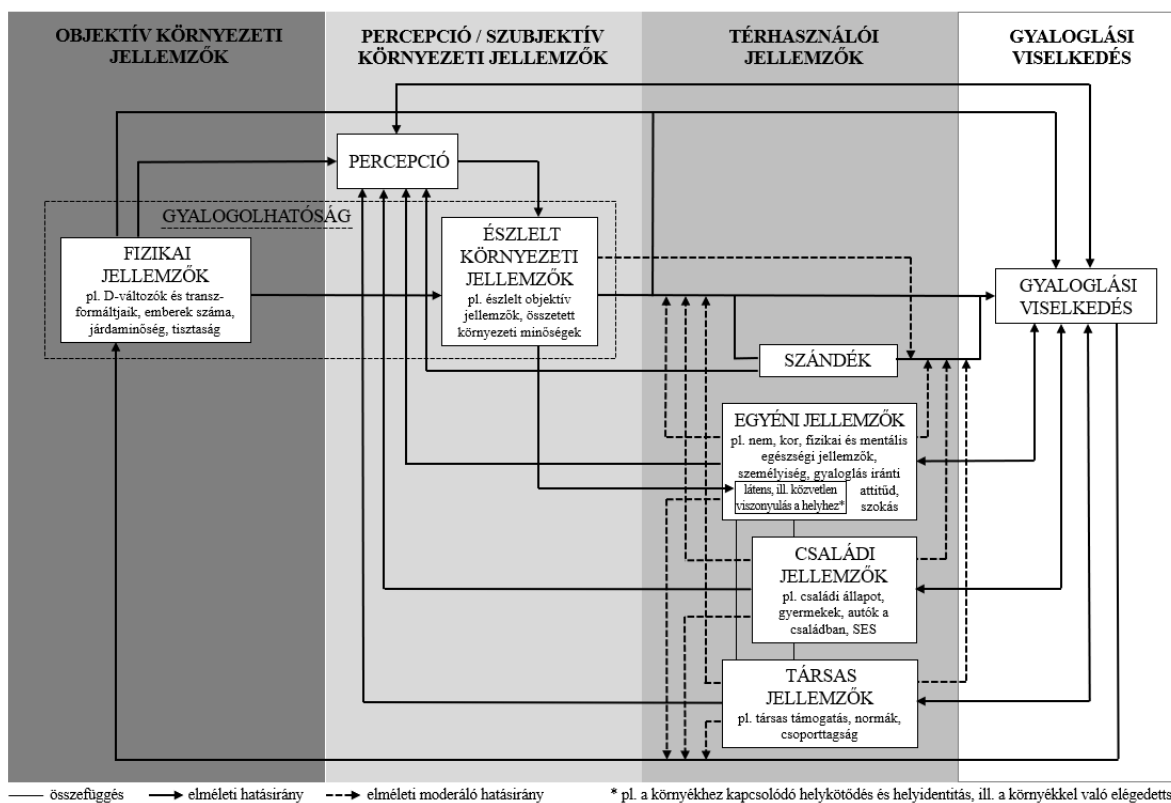 OBJEKTÍV KÖRNYEZETI
JELLEMZŐK
PERCEPCIÓ / SZUBJEKTÍV
KÖRNYEZETI JELLEMZŐK
TÉRHASZNÁLÓI
JELLEMZŐK
GYALOGLÁSI
VISELKEDÉS
PERCEPCIÓ
GYALOGOLHATÓSÁG
FIZIKAI
JELLEMZŐK
pl. D-változók és transz-
formáltjaik, emberek száma,
járdaminőség, tisztaság
ÉSZLELT
KÖRNYEZETI
JELLEMZŐK
pl. észlelt objektív
jellemzők, összetett
környezeti minőségek
GYALOGLÁSI
VISELKEDÉS
SZÁNDÉK
EGYÉNI JELLEMZŐK
pl. nem, kor, fizikai és mentális
egészségi jellemzők,
személyiség, gyaloglás iránti
attitűd,
szokás
látens, ill. közvetlen
viszonyulás a helyhez*
CSALÁDI
JELLEMZŐK
pl. családi állapot,
gyermekek, autók a
családban, SES
TÁRSAS
JELLEMZŐK
pl. társas támogatás, normák,
csoporttagság
összefüggés
elméleti hatásirány
elméleti moderáló hatásirány
* pl. a környékhez kapcsolódó helykötődés és helyidentitás, ill. a környékkel való elégedetts